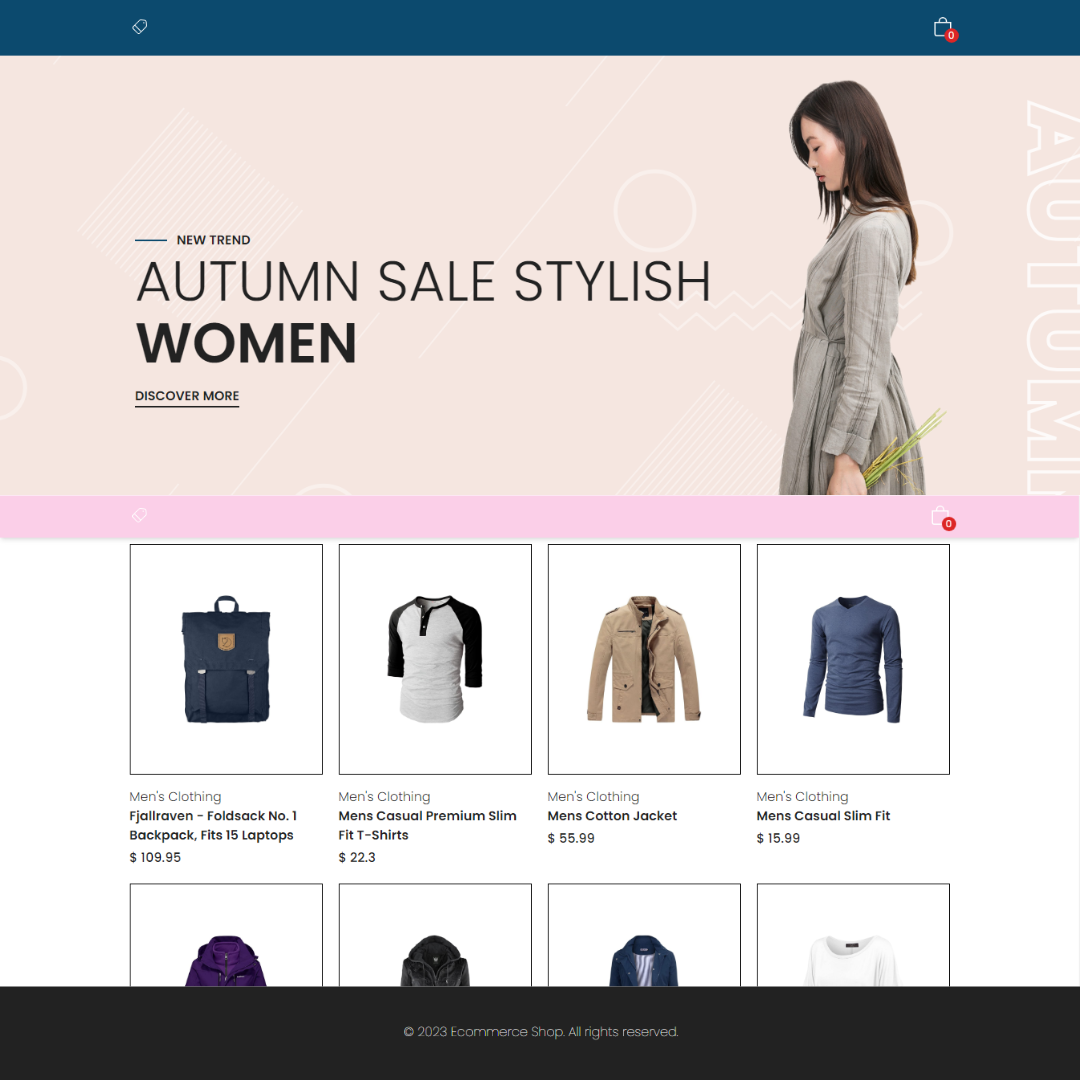 0
NEW TREND
AUTUMN SALE STYLISH
WOMEN
DISCOVER MORE
0
Men's Clothing
Fjallraven - Foldsack No. 1
Backpack, Fits 15 Laptops
$ 109.95
Men's Clothing
Mens Casual Premium Slim
Fit T-Shirts
$ 22.3
Men's Clothing
Mens Cotton Jacket
$ 55.99
Men's Clothing
Mens Casual Slim Fit
$ 15.99
© 2023 Ecommerce Shop. All rights reserved.